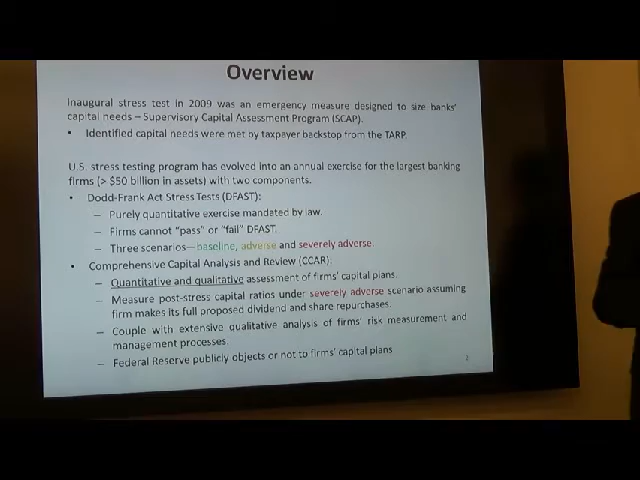 Overview
Inaugural stress test in 2009 was an emergency measure designed to size banks'
capital needs – Supervisory Capital Assessment Program (SCAP).
• Identified capital needs were met by taxpayer backstop from the TARP.
U.S. stress testing program has evolved into an annual exercise for the largest banking
firms (> $50 billion in assets) with two components.
• Dodd-Frank Act Stress Tests (DFAST):
– Purely quantitative exercise mandated by law.
– Firms cannot "pass" or "fail" DFAST.
– Three scenarios—baseline, adverse and severely adverse.
• Comprehensive Capital Analysis and Review (CCAR):
– Quantitative and qualitative assessment of firms' capital plans.
– Measure post-stress capital ratios under severely adverse scenario assuming
firm makes its full proposed dividend and share repurchases.
– Couple with extensive qualitative analysis of firms' risk measurement and
management processes.
– Federal Reserve publicly objects or not to firms' capital plans
2